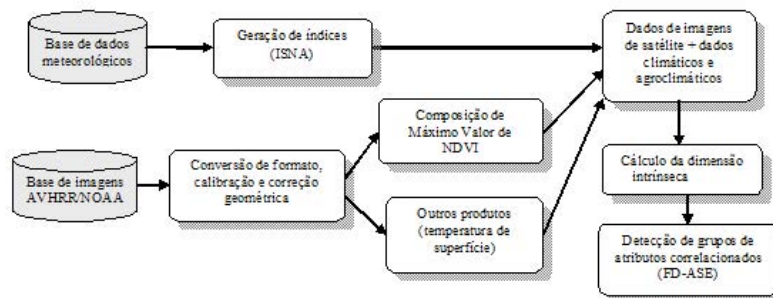 Base de dados
meteorológicos
Geração de índices
(ISNA)
Dados de imagens
de satélite + dados
climáticos e
agroclimáticos
Composição de
Máximo Valor de
NDVI
Base de imagens
AVHRR/NOAA
Conversão de formato,
calibração e correção
geométrica
Outros produtos
(temperatura de
superfície)
Cálculo da dimensão
intrínseca
Detecção de grupos de
atributos correlacionados
(FD-ASE)